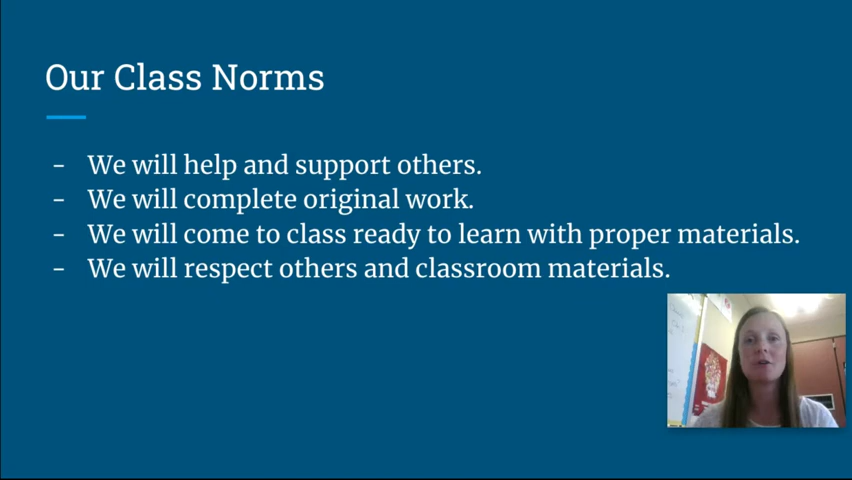 Our Class Norms
- We will help and support others.
- We will complete original work.
- We will come to class ready to learn with proper materials.
- We will respect others and classroom materials.